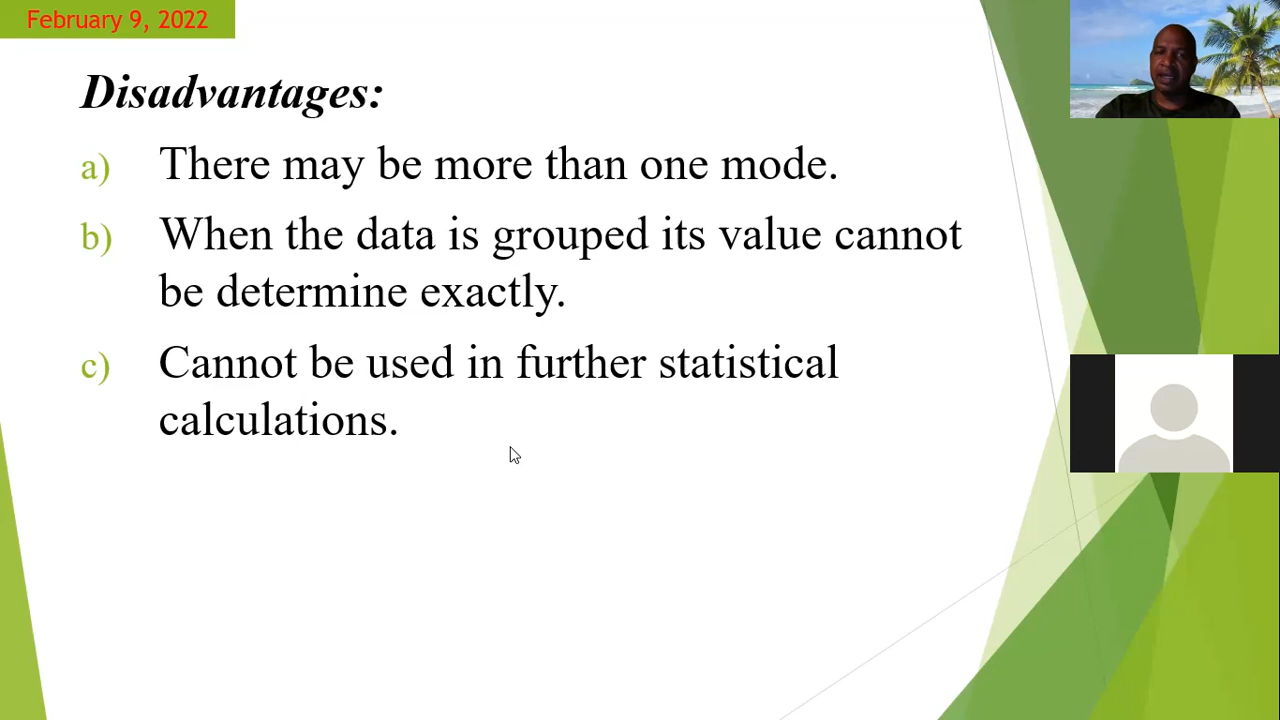 February 9, 2022
Disadvantages:
a) There may be more than one mode.
b) When the data is grouped its value cannot
be determine exactly.
c) Cannot be used in further statistical
calculations.